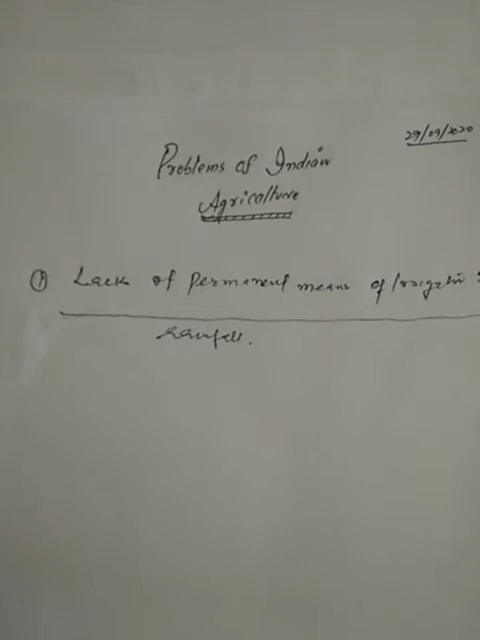 29/09/2020
Problems of Indian
Agriculture
① Lack of Permanent means of Irrigation :
rainfall.